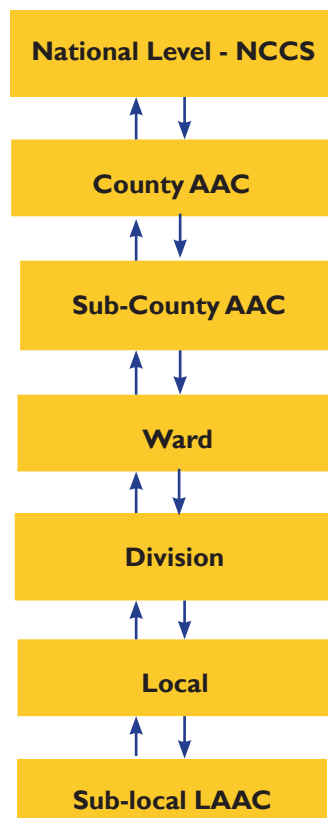 National Level - NCCS
County AAC
Sub-County AAC
Ward
Division
Local
Sub-local LAAC